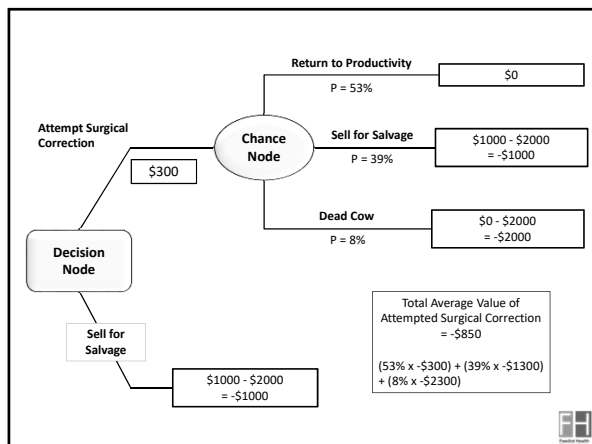 Return to Productivity
P = 53%
$0
Attempt Surgical
Correction
$300
Chance
Node
Sell for Salvage
P = 39%
$1000 - $2000
= -$1000
Dead Cow
P = 8%
$0 - $2000
= -$2000
Decision
Node
Sell for
Salvage
$1000 - $2000
= -$1000
Total Average Value of
Attempted Surgical Correction
= -$850
(53% x -$300) + (39% x -$1300)
+ (8% x -$2300)
FH
Feedlot Health